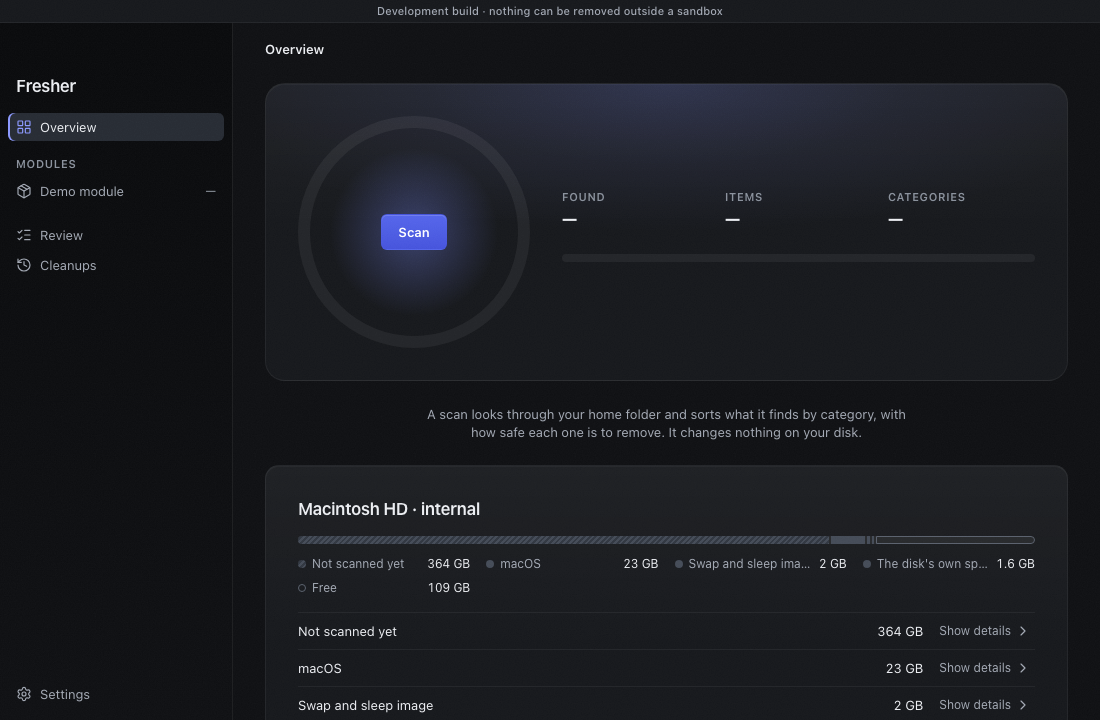 Development build · nothing can be removed outside a sandbox
Fresher
Overview
MODULES
Demo module —
Review
Cleanups
Settings
Overview
Scan
FOUND
—
ITEMS
—
CATEGORIES
—
A scan looks through your home folder and sorts what it finds by category, with
how safe each one is to remove. It changes nothing on your disk.
Macintosh HD · internal
Not scanned yet 364 GB
macOS 23 GB
Swap and sleep ima... 2 GB
The disk's own sp... 1.6 GB
Free 109 GB
Not scanned yet 364 GB Show details
macOS 23 GB Show details
Swap and sleep image 2 GB Show details